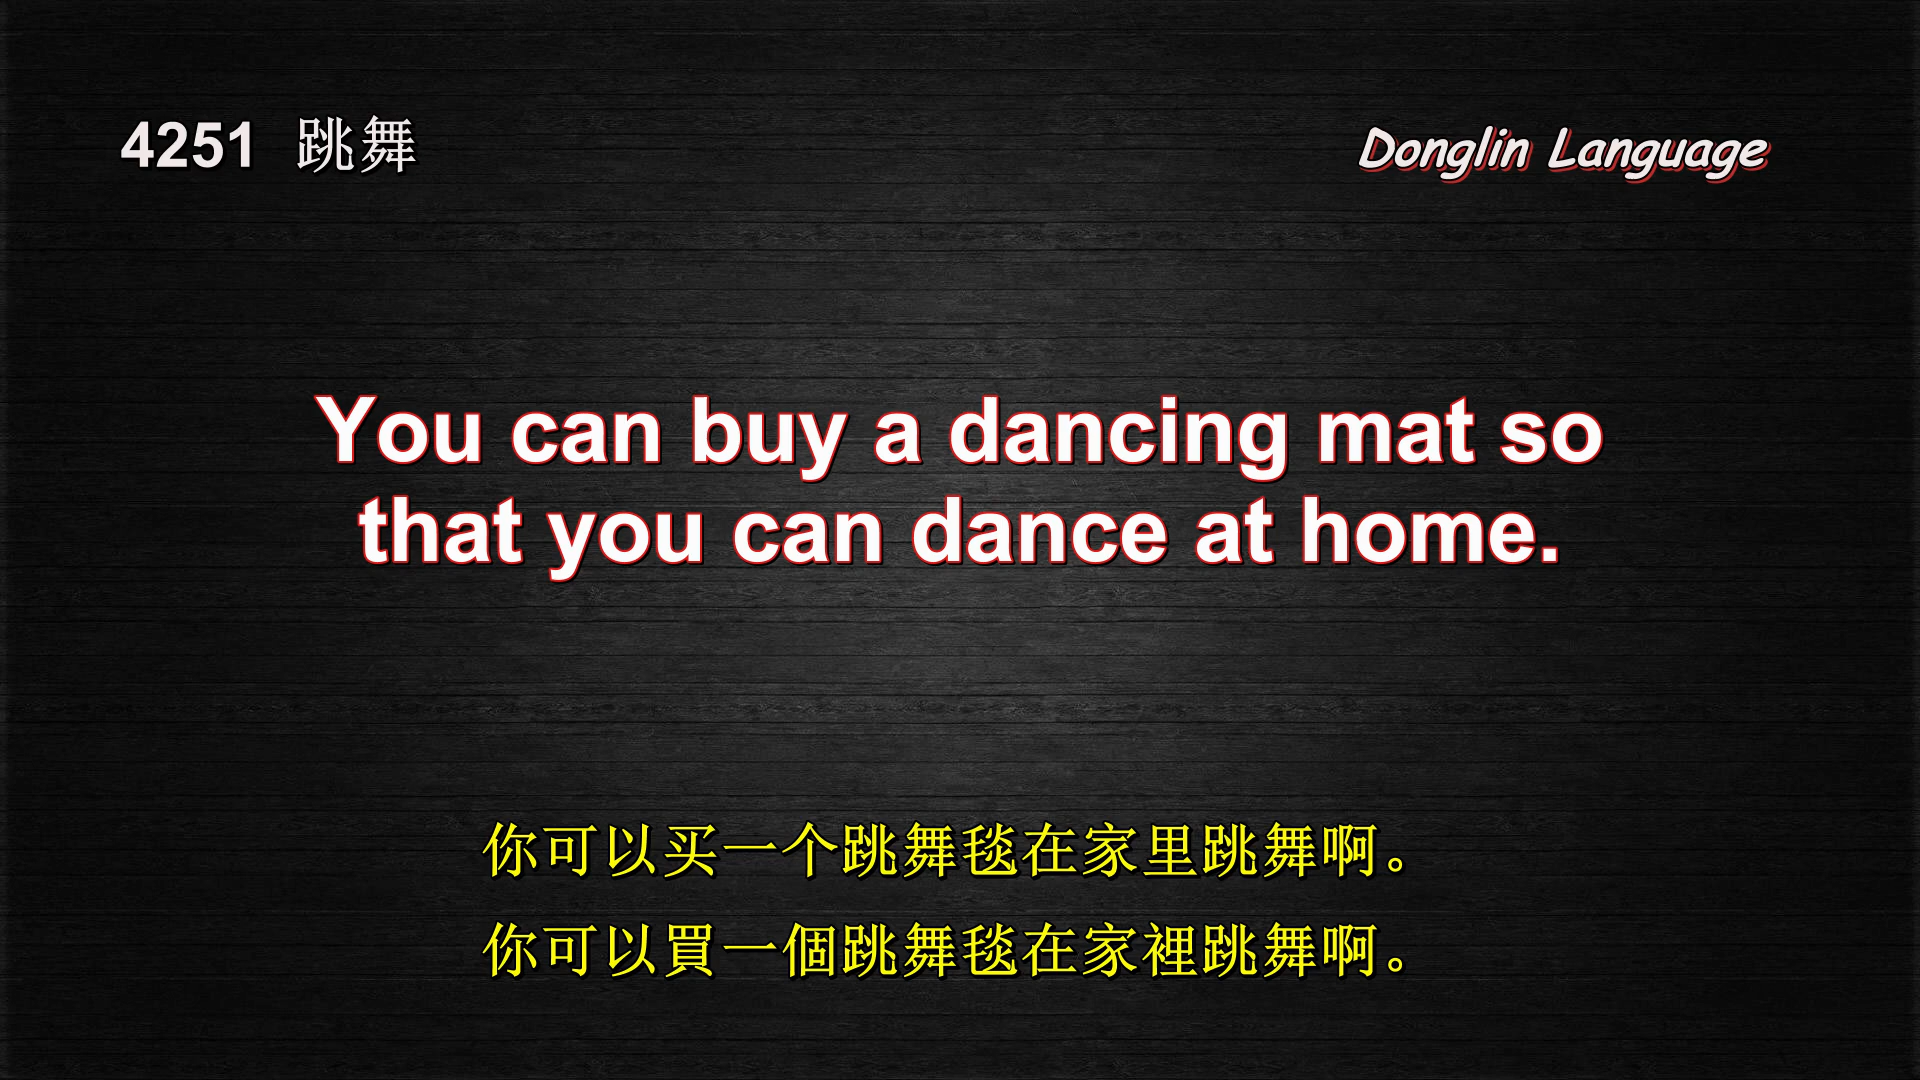 4251 跳舞
Donglin Language
You can buy a dancing mat so
that you can dance at home.
你可以买一个跳舞毯在家里跳舞啊。
你可以買一個跳舞毯在家裡跳舞啊。